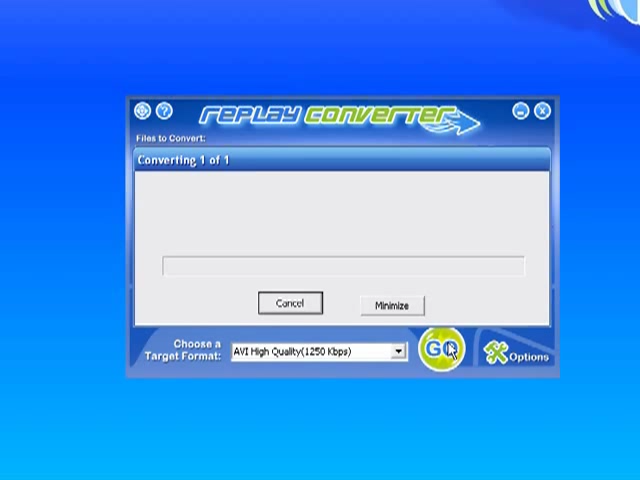 REPLAY CONVERTER
Files to Convert:
Converting 1 of 1
Cancel
Minimize
Choose a
Target Format:
AVI High Quality(1250 Kbps)
GO
Options